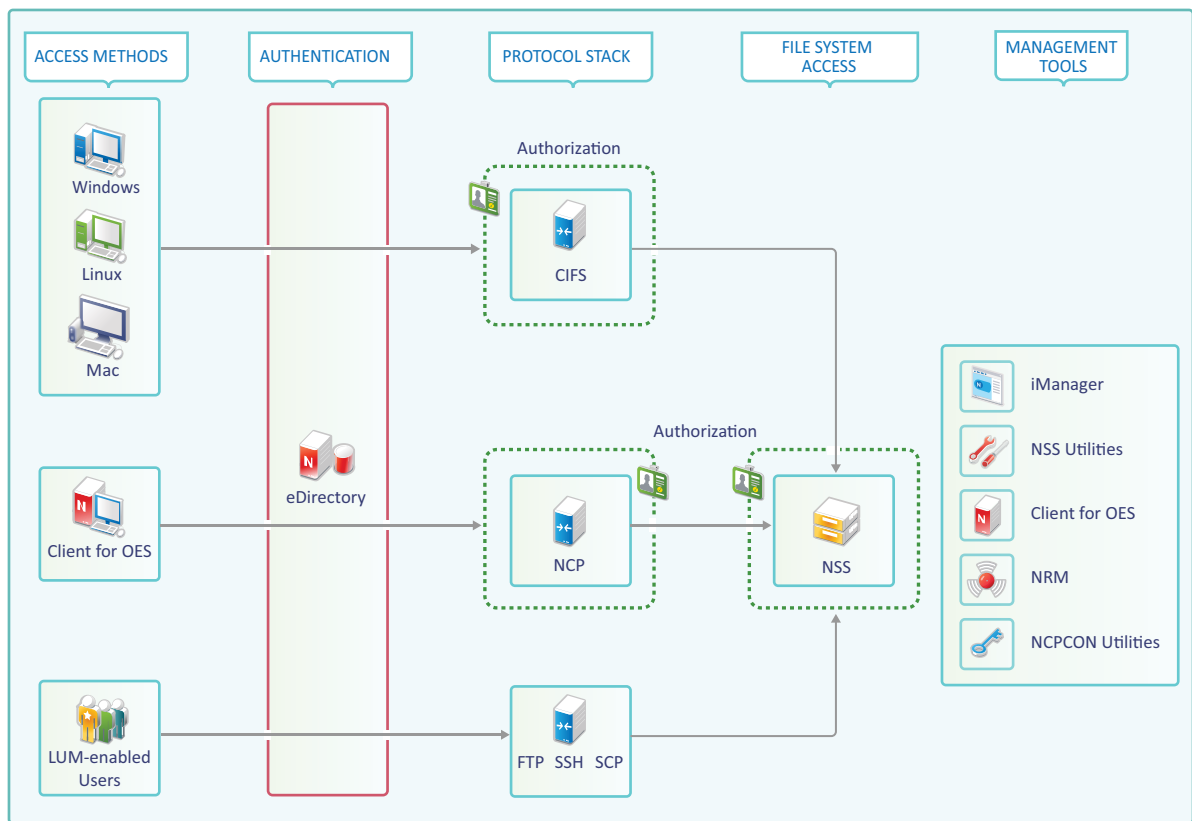 ACCESS METHODS
AUTHENTICATION
PROTOCOL STACK
FILE SYSTEM
ACCESS
MANAGEMENT
TOOLS
Windows
Linux
Mac
Authorization
CIFS
eDirectory
Client for OES
Authorization
NCP
NSS
LUM-enabled
Users
FTP SSH SCP
iManager
NSS Utilities
Client for OES
NRM
NCPCON Utilities